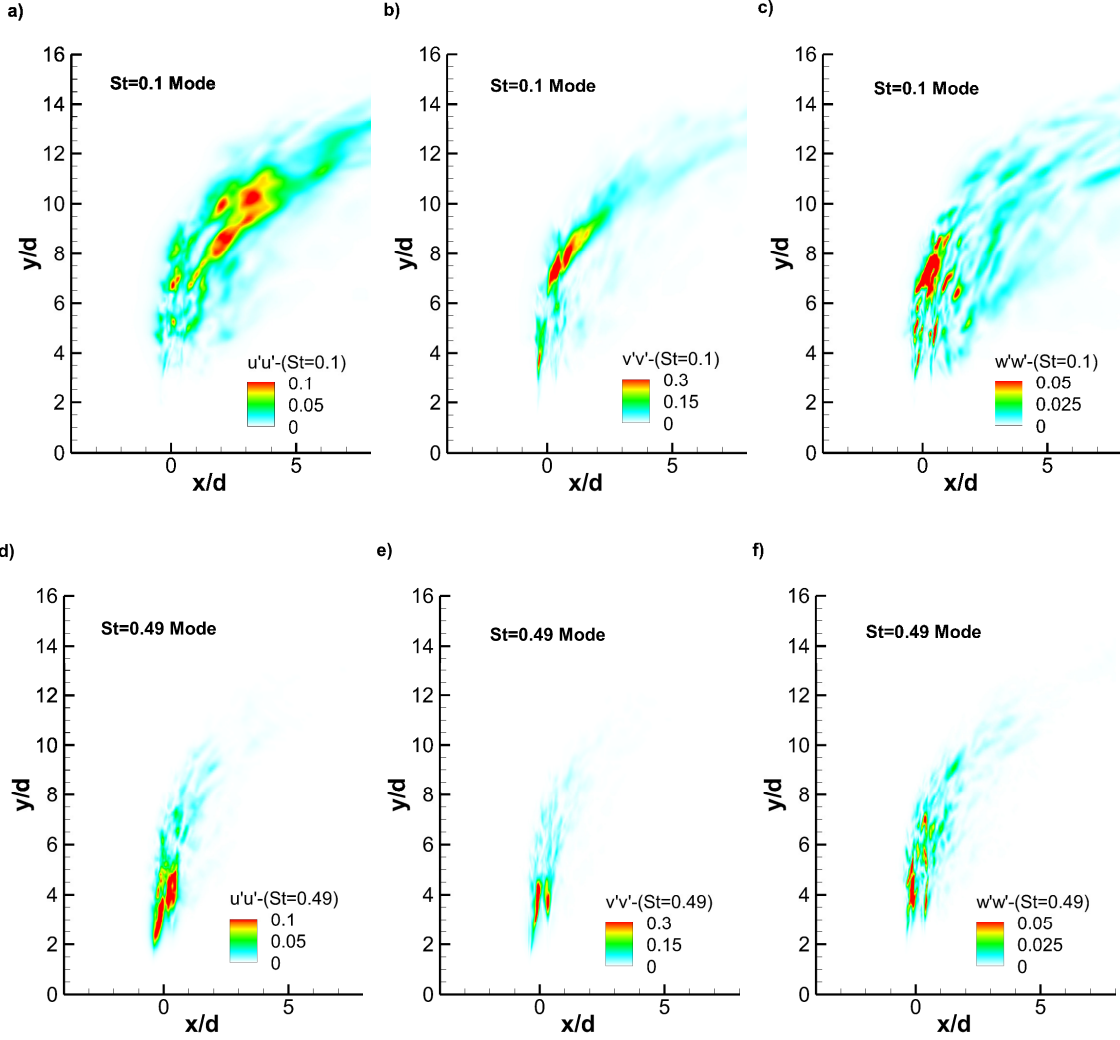 a)
16
14
12
10
8
6
4
2
0
y/d
St=0.1 Mode
u'u'-(St=0.1)
0.1
0.05
0
0
5
x/d
b)
16
14
12
10
8
6
4
2
0
y/d
St=0.1 Mode
v'v'-(St=0.1)
0.3
0.15
0
0
5
x/d
c)
16
14
12
10
8
6
4
2
0
y/d
St=0.1 Mode
w'w'-(St=0.1)
0.05
0.025
0
0
5
x/d
d)
16
14
12
10
8
6
4
2
0
y/d
St=0.49 Mode
u'u'-(St=0.49)
0.1
0.05
0
0
5
x/d
e)
16
14
12
10
8
6
4
2
0
y/d
St=0.49 Mode
v'v'-(St=0.49)
0.3
0.15
0
0
5
x/d
f)
16
14
12
10
8
6
4
2
0
y/d
St=0.49 Mode
w'w'-(St=0.49)
0.05
0.025
0
0
5
x/d